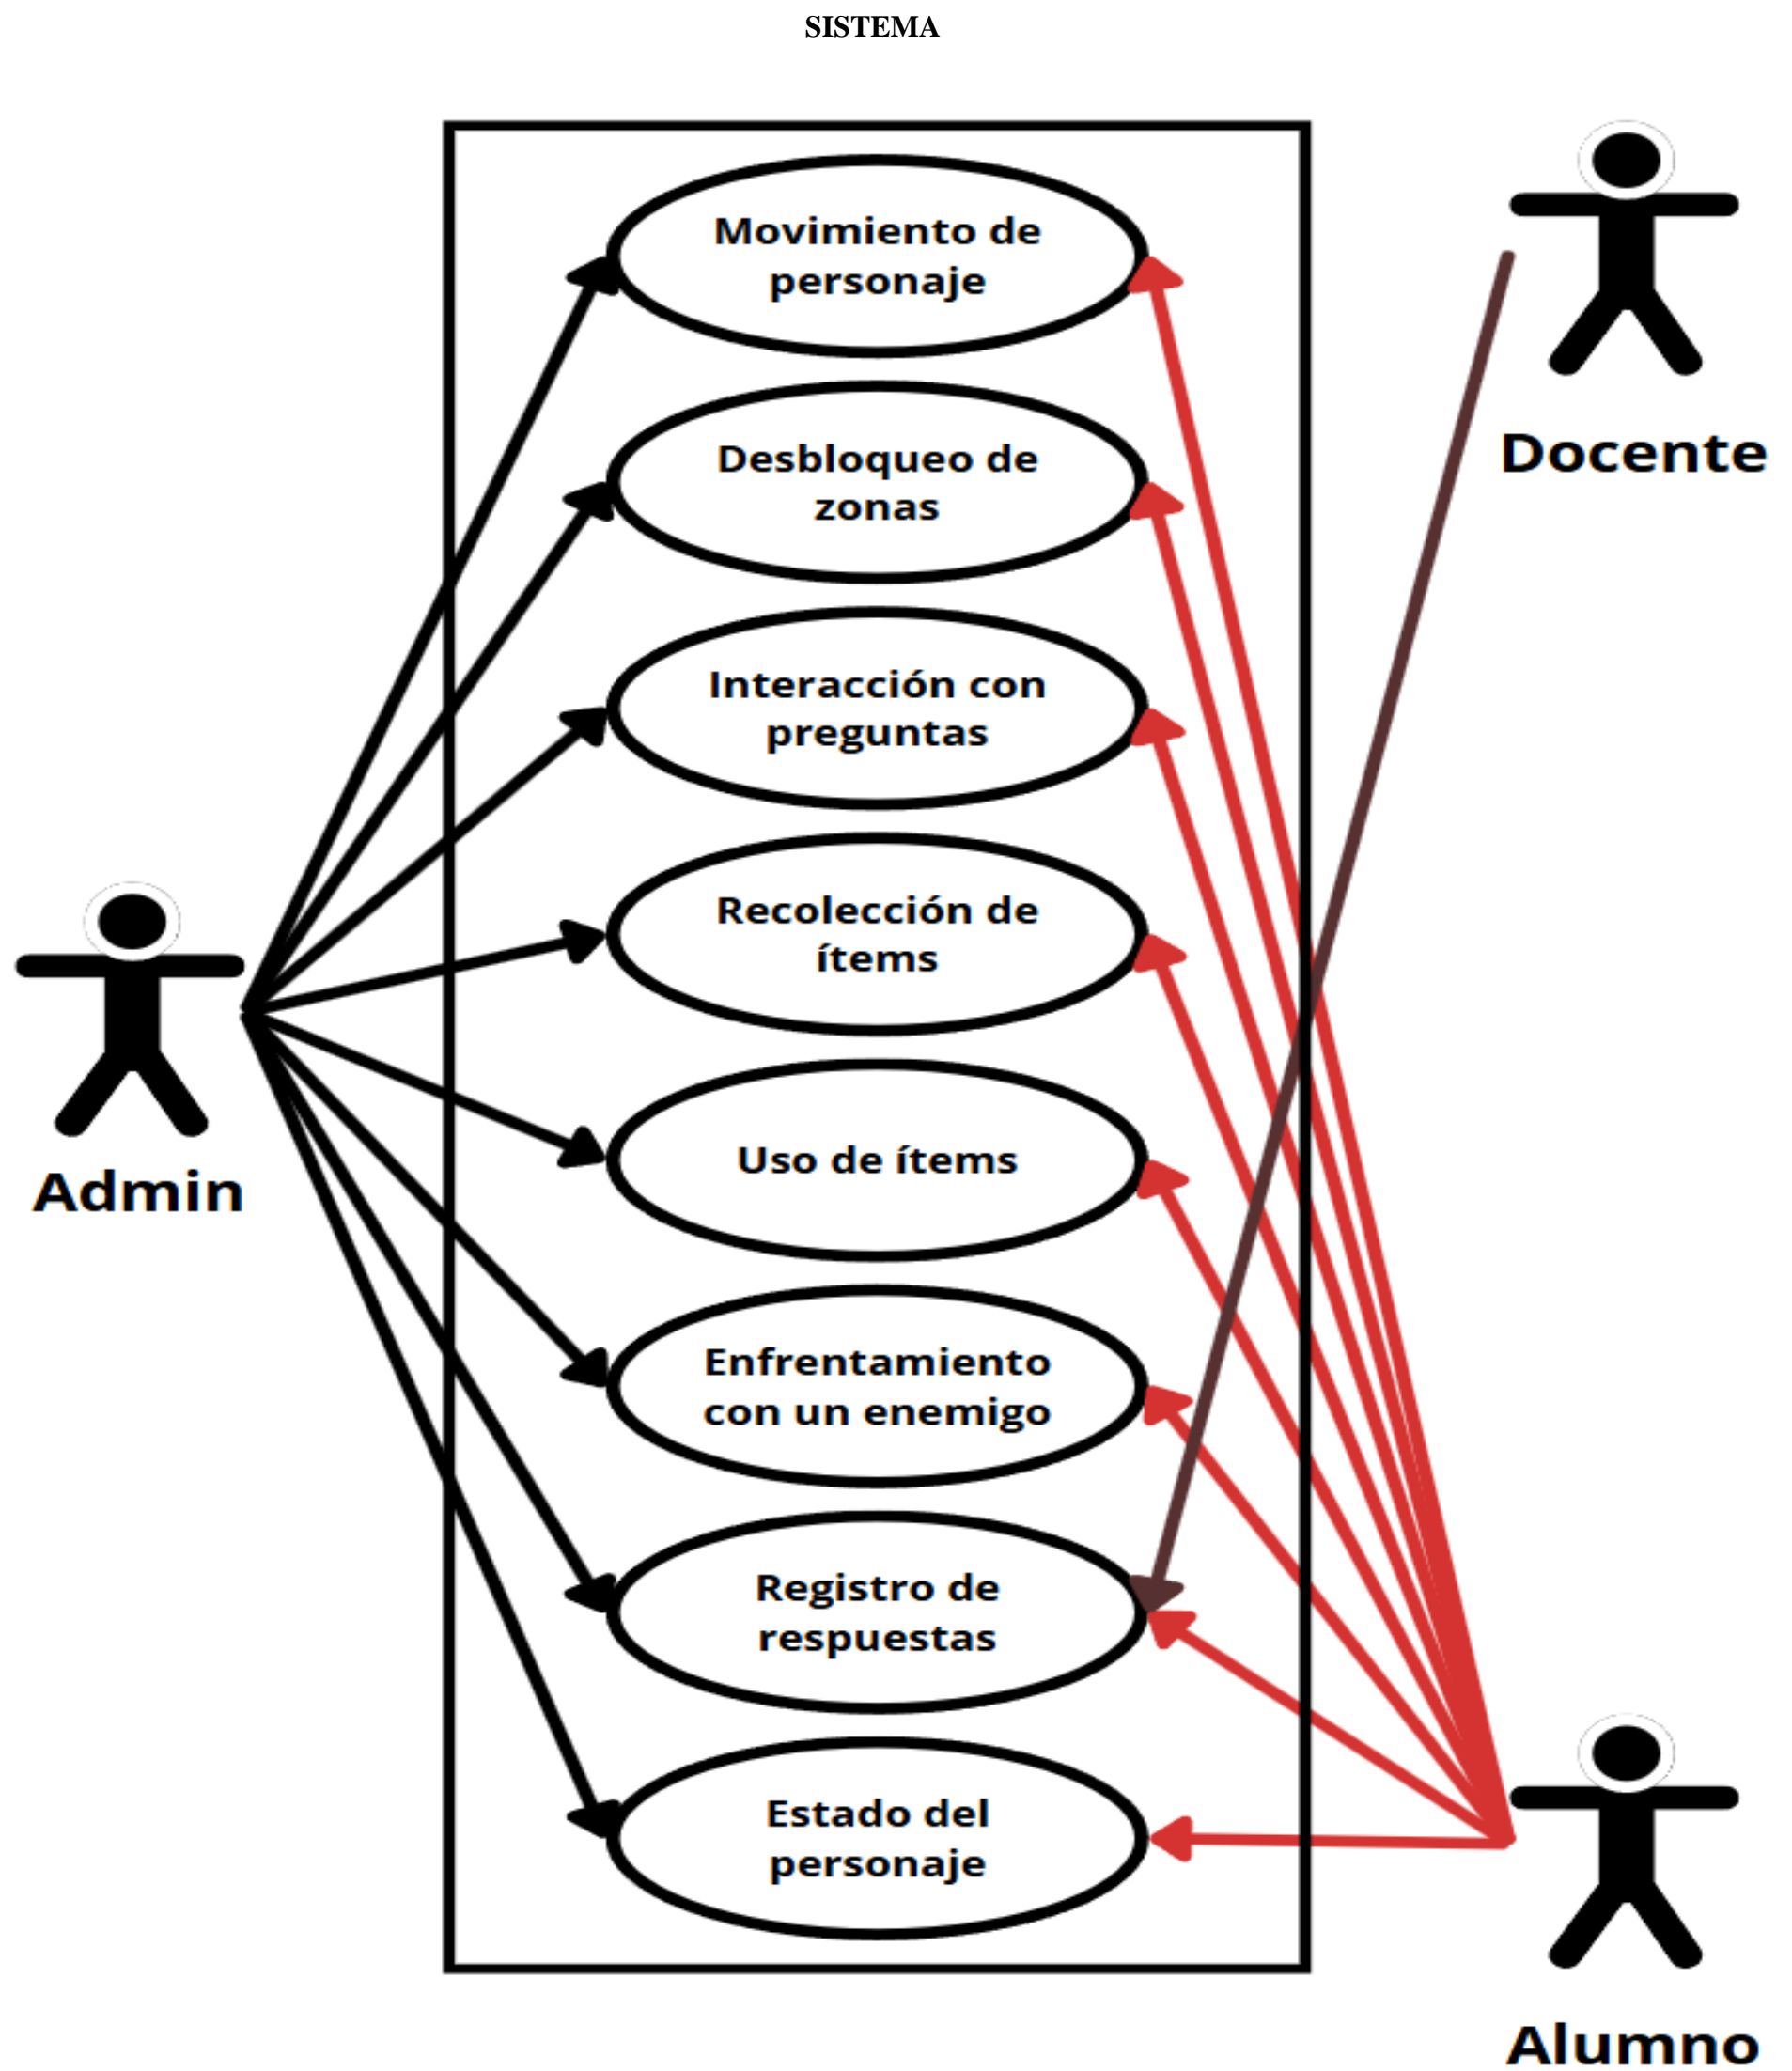 SISTEMA
Movimiento de
personaje
Docente
Desbloqueo de
zonas
Interacción con
preguntas
Recolección de
ítems
Admin
Uso de ítems
Enfrentamiento
con un enemigo
Registro de
respuestas
Estado del
personaje
Alumno